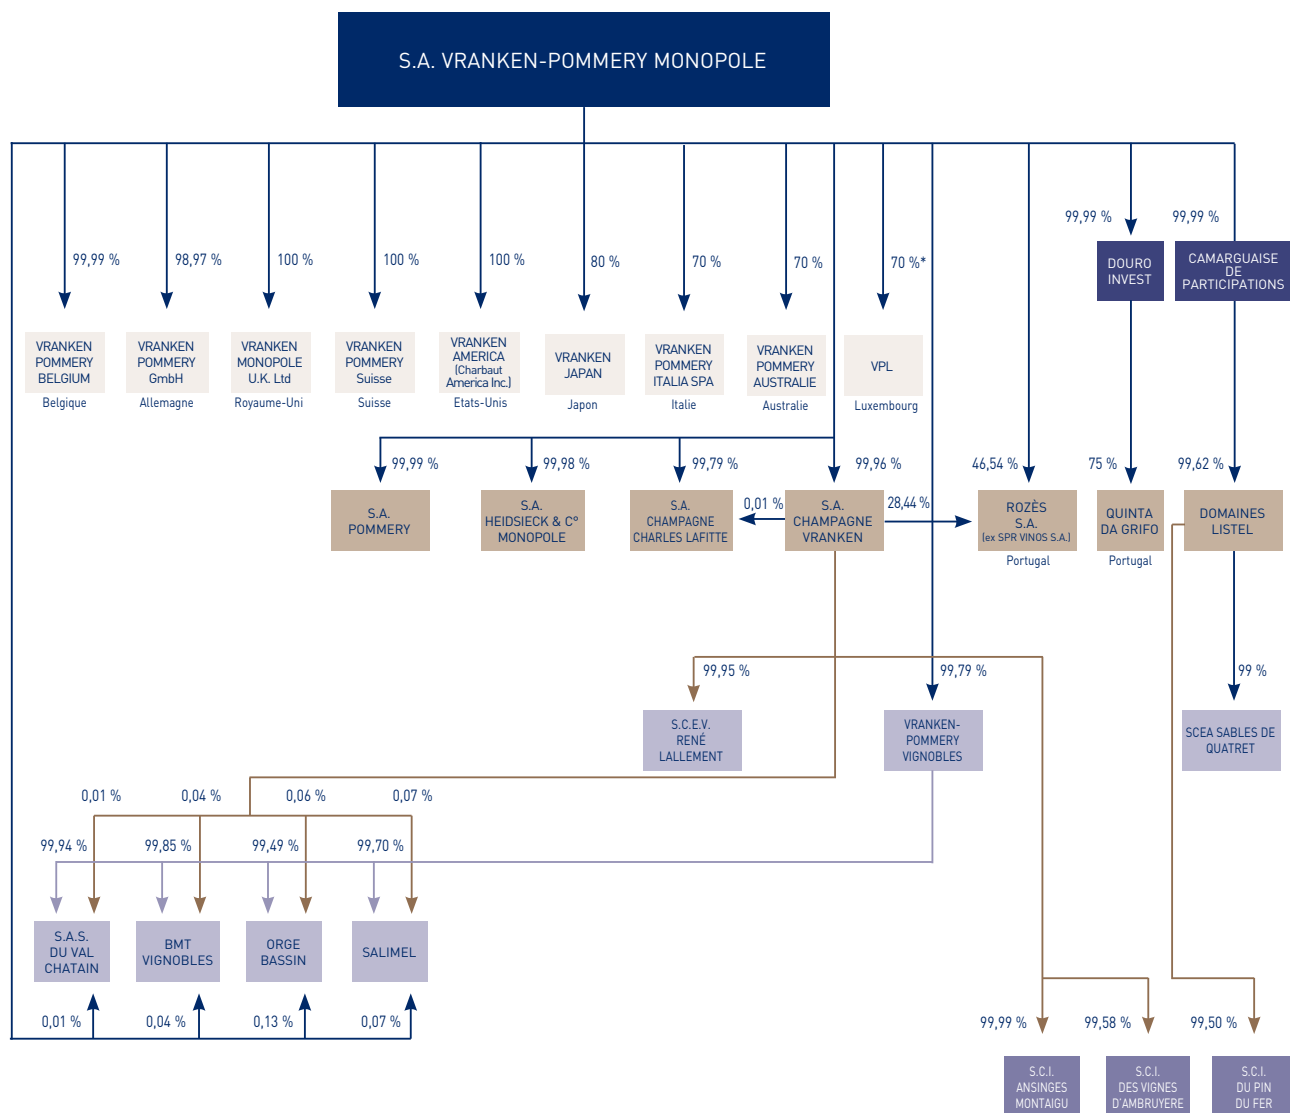 S.A. VRANKEN-POMMERY MONOPOLE
99,99 %
99,99 %
99,99 %
98,97 %
100 %
100 %
100 %
80 %
70 %
70 %
70 %*
DOURO
INVEST
CAMARGUAISE
DE
PARTICIPATIONS
VRANKEN
POMMERY
BELGIUM
Belgique
VRANKEN
POMMERY
GmbH
Allemagne
VRANKEN
MONOPOLE
U.K. Ltd
Royaume-Uni
VRANKEN
POMMERY
Suisse
Suisse
VRANKEN
AMERICA
(Charbaut
America Inc.)
Etats-Unis
VRANKEN
JAPAN
Japon
VRANKEN
POMMERY
ITALIA SPA
Italie
VRANKEN
POMMERY
AUSTRALIE
Australie
VPL
Luxembourg
99,99 %
99,98 %
99,79 %
99,96 %
46,54 %
75 %
99,62 %
S.A.
POMMERY
S.A.
HEIDSIECK & C°
MONOPOLE
S.A.
CHAMPAGNE
CHARLES LAFITTE
0,01 %
S.A.
CHAMPAGNE
VRANKEN
28,44 %
ROZÈS
S.A.
(ex SPR VINOS S.A.)
Portugal
QUINTA
DA GRIFO
Portugal
DOMAINES
LISTEL
99,95 %
99,79 %
99 %
S.C.E.V.
RENÉ
LALLEMENT
VRANKEN-
POMMERY
VIGNOBLES
SCEA SABLES DE
QUATRET
0,01 %
0,04 %
0,06 %
0,07 %
99,94 %
99,85 %
99,49 %
99,70 %
S.A.S.
DU VAL
CHATAIN
BMT
VIGNOBLES
ORGE
BASSIN
SALIMEL
0,01 %
0,04 %
0,13 %
0,07 %
99,99 %
99,58 %
99,50 %
S.C.I.
ANSINGES
MONTAIGU
S.C.I.
DES VIGNES
D'AMBRUYERE
S.C.I.
DU PIN
DU FER